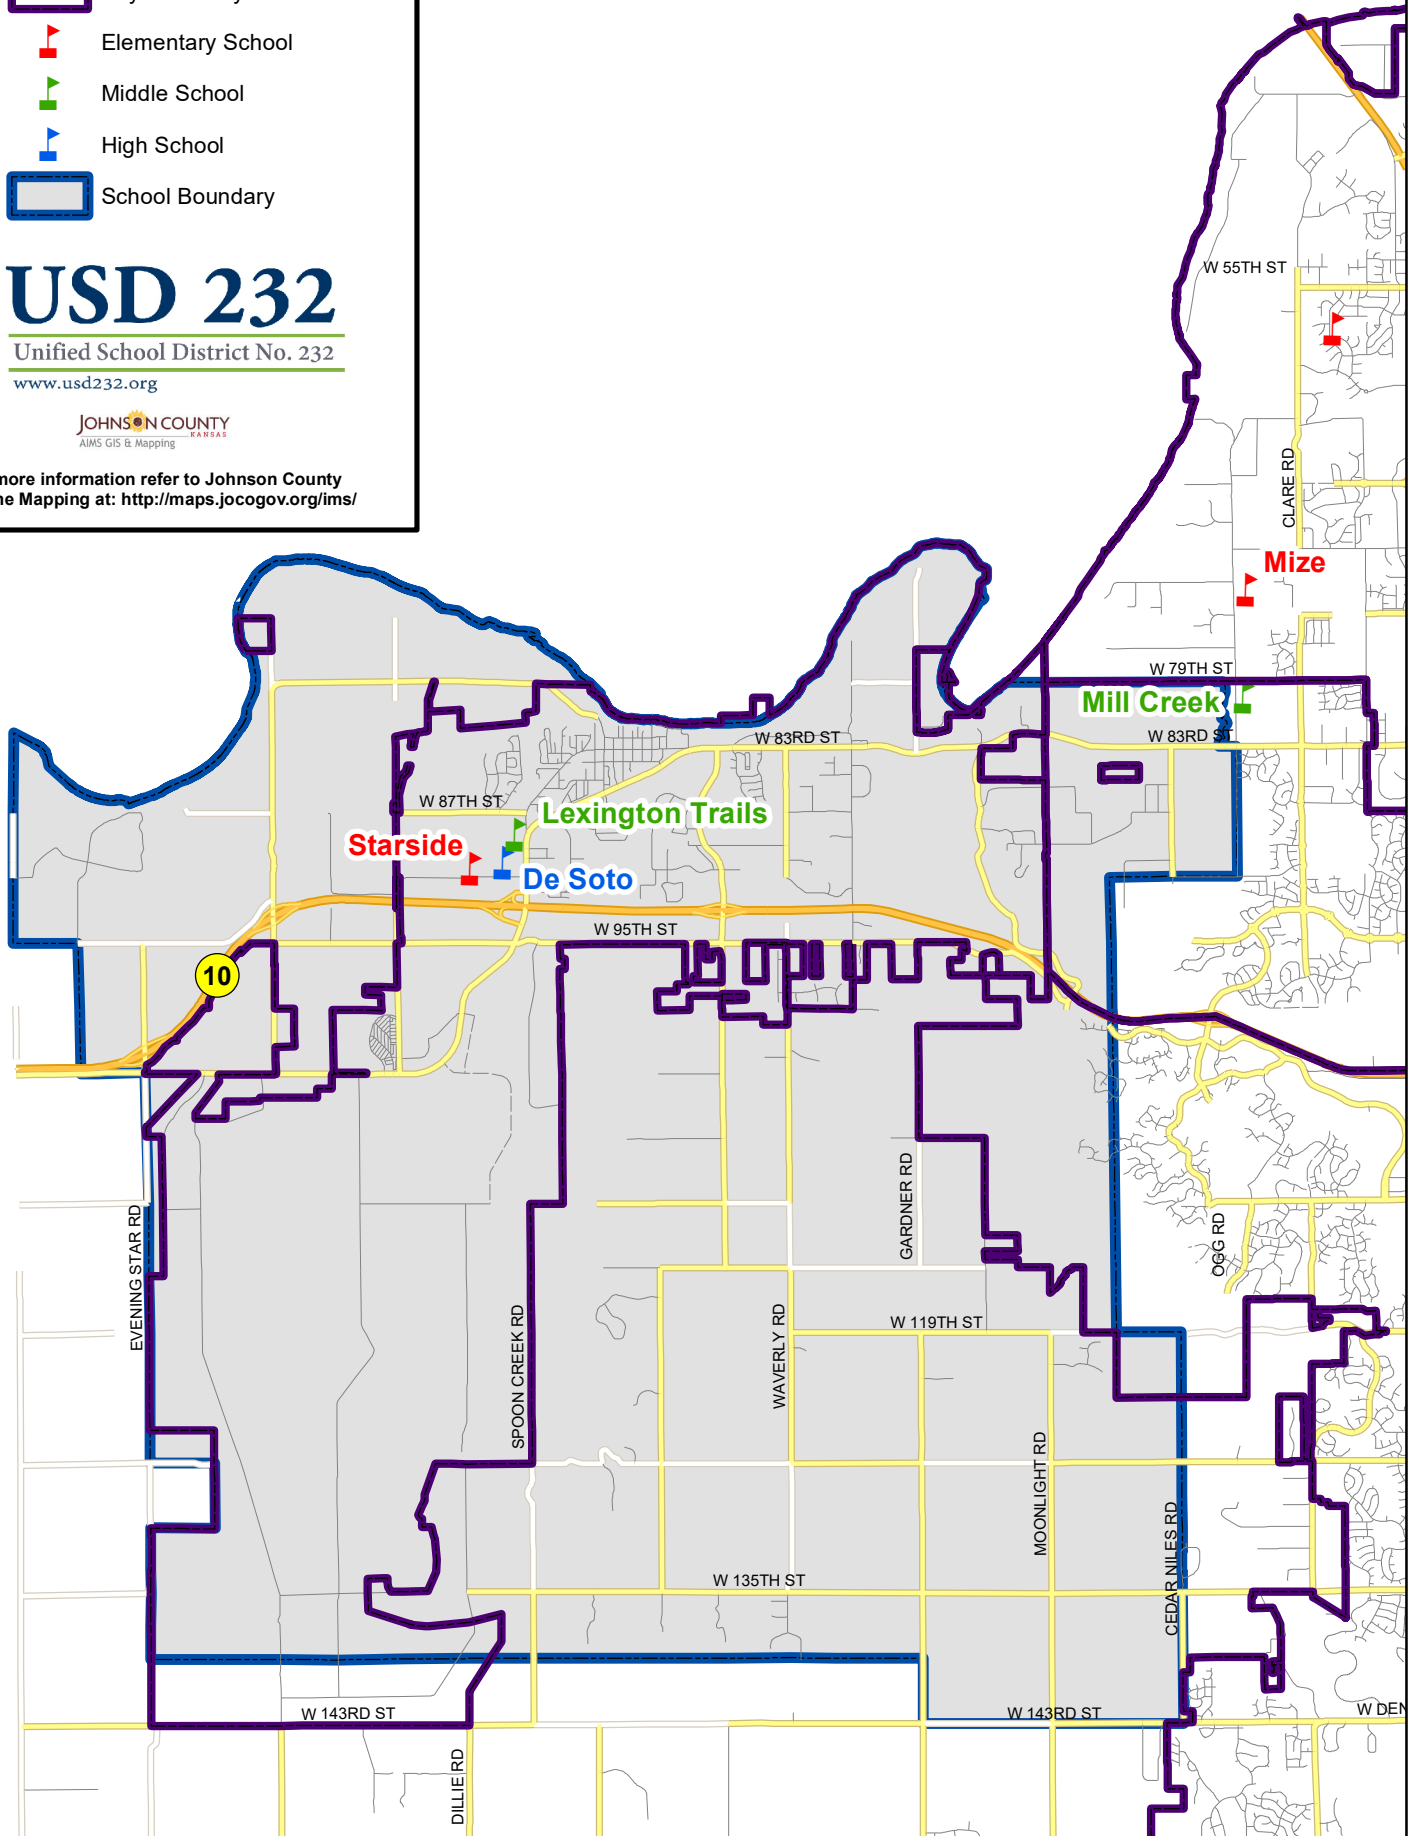 Elementary School
Middle School
High School
School Boundary
USD 232
Unified School District No. 232
www.usd232.org
JOHNSON COUNTY
KANSAS
AIMS GIS & Mapping
more information refer to Johnson County
Mapping at: http://maps.jocogov.org/ims/
W 55TH ST
CLARE RD
Mize
W 79TH ST
Mill Creek
W 83RD ST
W 83RD ST
W 87TH ST
Lexington Trails
Starside
De Soto
W 95TH ST
10
GARDNER RD
EVENING STAR RD
OGG RD
SPOON CREEK RD
WAVERLY RD
W 119TH ST
MOONLIGHT RD
CEDAR NILES RD
W 135TH ST
W 143RD ST
W 143RD ST
W DEN
DILLIE RD